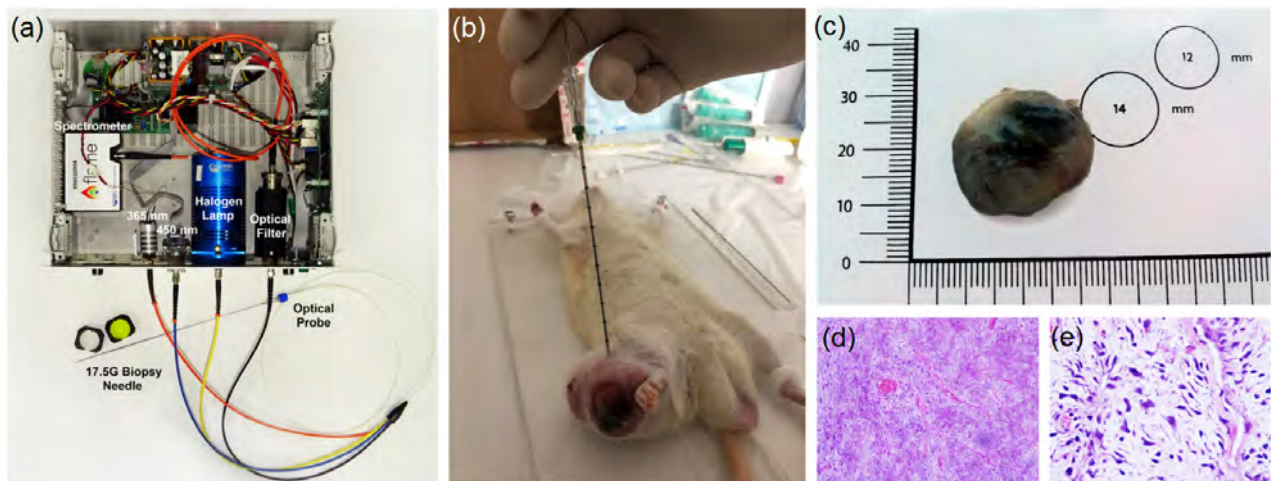 (a)
Spectrometer
flame
365 nm
450 nm
Halogen
Lamp
Optical
Filter
Optical
Probe
17.5G Biopsy
Needle
(b)
(c)
40
30
20
10
0
12
mm
14
mm
(d)
(e)